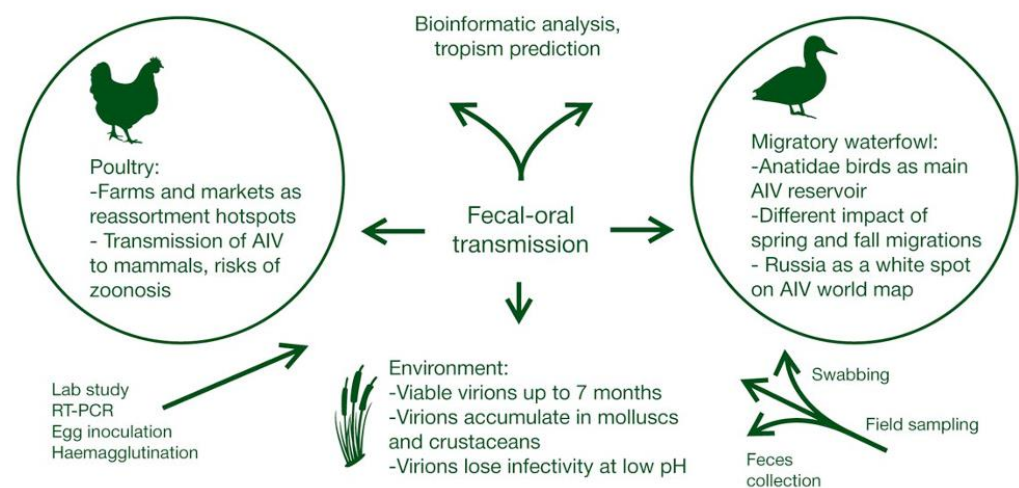 Bioinformatic analysis,
tropism prediction
Poultry:
-Farms and markets as
reassortment hotspots
- Transmission of AIV
to mammals, risks of
zoonosis
Fecal-oral
transmission
Migratory waterfowl:
-Anatidae birds as main
AIV reservoir
-Different impact of
spring and fall migrations
- Russia as a white spot
on AIV world map
Lab study
RT-PCR
Egg inoculation
Haemagglutination
Environment:
-Viable virions up to 7 months
-Virions accumulate in molluscs
and crustaceans
-Virions lose infectivity at low pH
Swabbing
Field sampling
Feces
collection